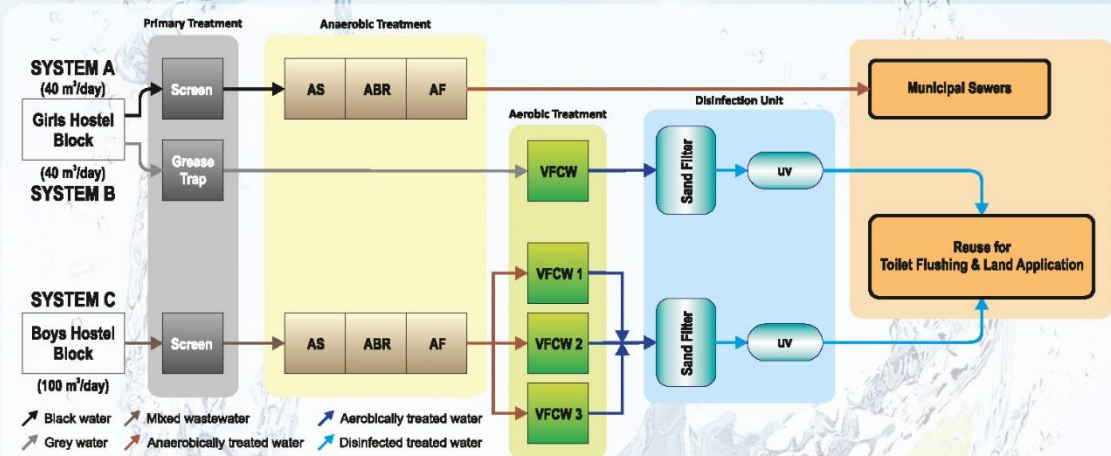 Primary Treatment
Anaerobic Treatment
SYSTEM A
(40 m³/day)
Girls Hostel
Block
(40 m³/day)
SYSTEM B
Screen
Grease
Trap
AS
ABR
AF
Aerobic Treatment
VFCW
Disinfection Unit
Sand Filter
uv
Municipal Sewers
Reuse for
Toilet Flushing & Land Application
SYSTEM C
Boys Hostel
Block
(100 m³/day)
Screen
AS
ABR
AF
VFCW 1
VFCW 2
VFCW 3
Sand Filter
uv
Black water
Mixed wastewater
Aerobically treated water
Grey water
Anaerobically treated water
Disinfected treated water